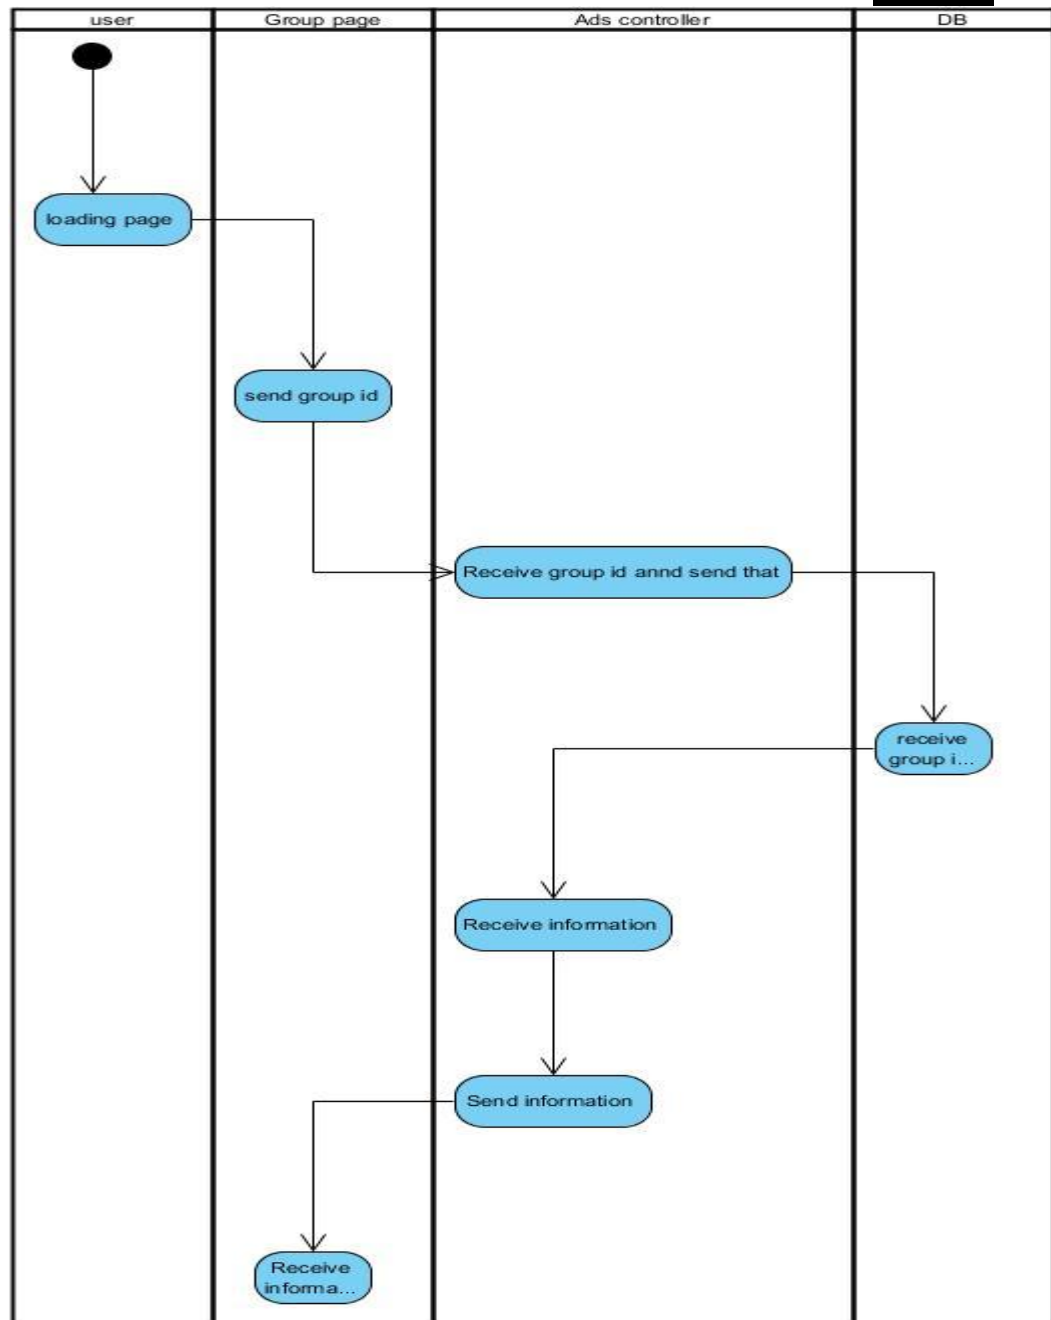 user
Group page
Ads controller
DB
loading page
send group id
Receive group id annd send that
receive
group i...
Receive information
Send information
Receive
informa...